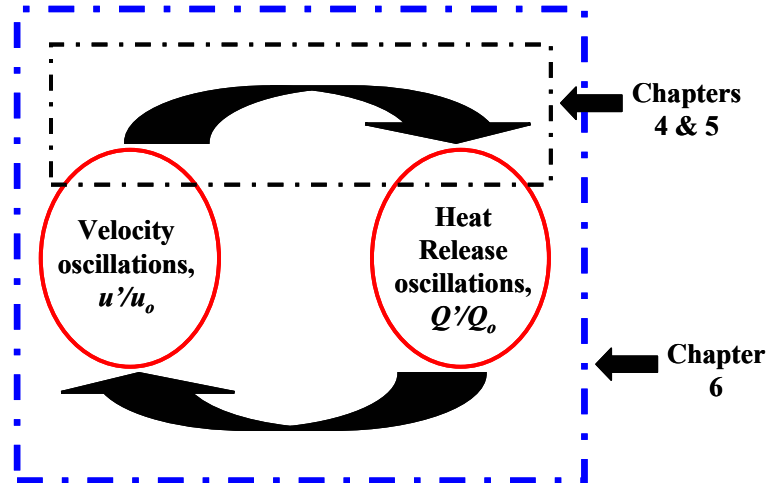 Chapters
4 & 5
Velocity
oscillations,
u'/uₒ
Heat
Release
oscillations,
Q'/Qₒ
Chapter
6